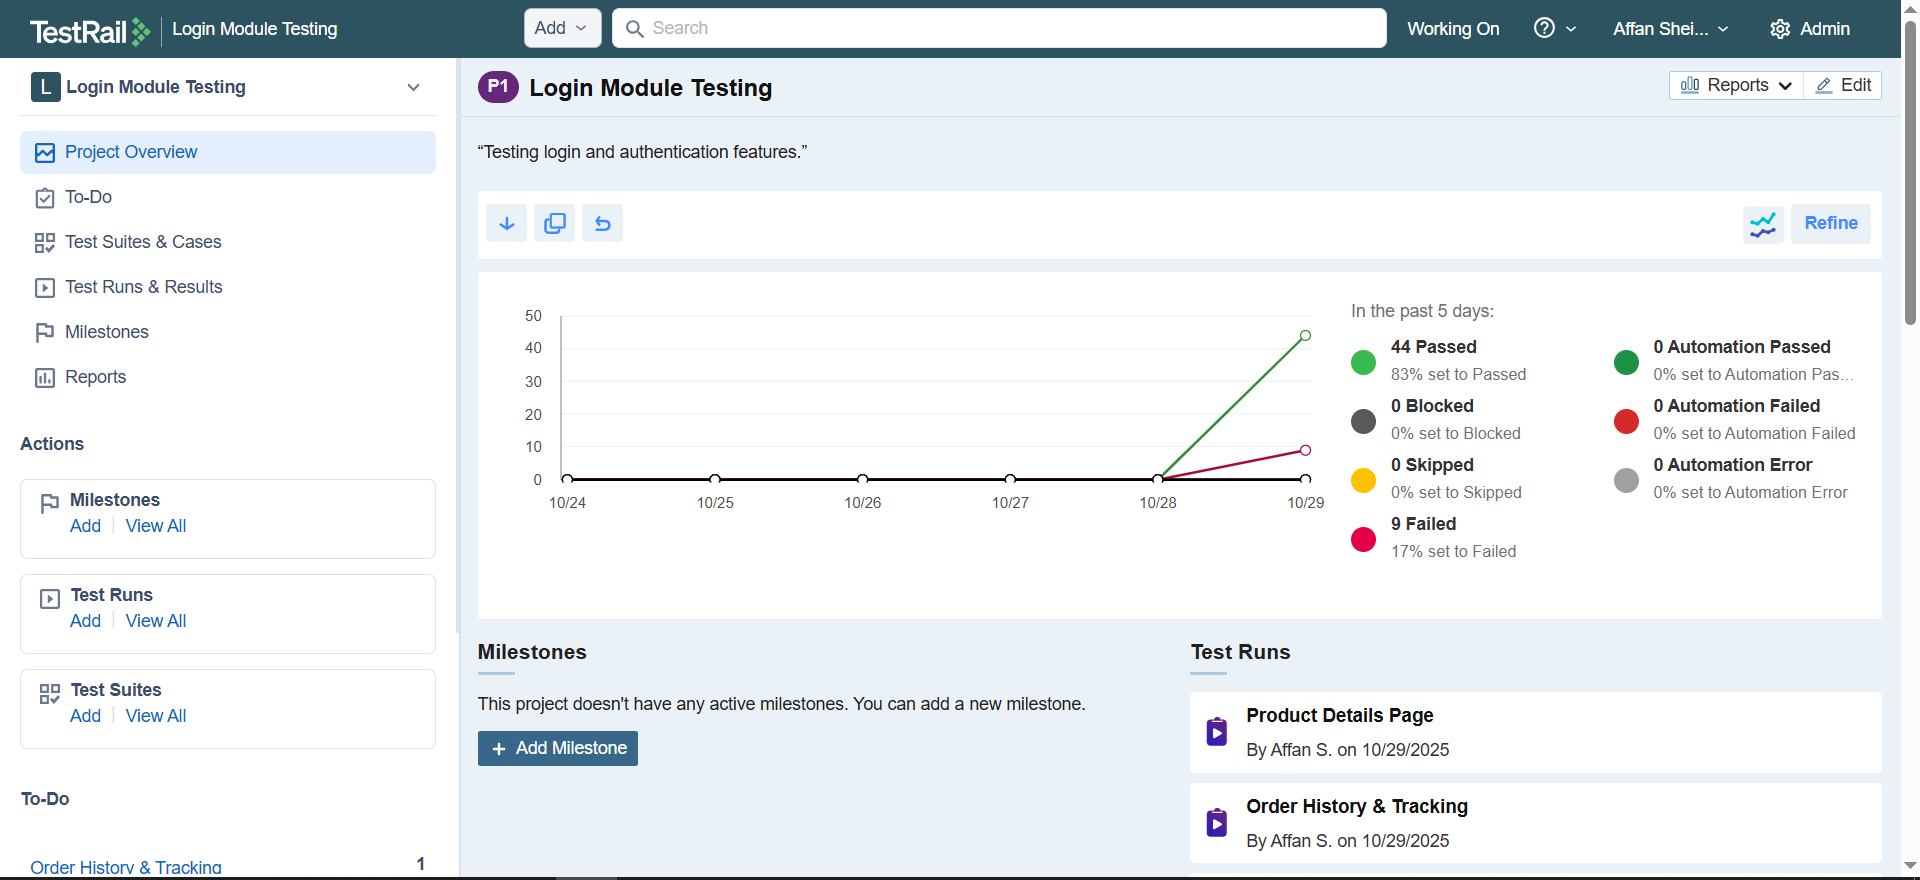 TestRail
Login Module Testing
Add
Search
Working On
Affan Shei...
Admin
L Login Module Testing
Project Overview
To-Do
Test Suites & Cases
Test Runs & Results
Milestones
Reports
Actions
Milestones
Add
View All
Test Runs
Add
View All
Test Suites
Add
View All
To-Do
Order History & Tracking
1
P1
Login Module Testing
Reports
Edit
“Testing login and authentication features.”
Refine
50
40
30
20
10
0
10/24
10/25
10/26
10/27
10/28
10/29
In the past 5 days:
44 Passed
83% set to Passed
0 Blocked
0% set to Blocked
0 Skipped
0% set to Skipped
9 Failed
17% set to Failed
0 Automation Passed
0% set to Automation Pas...
0 Automation Failed
0% set to Automation Failed
0 Automation Error
0% set to Automation Error
Milestones
This project doesn't have any active milestones. You can add a new milestone.
+ Add Milestone
Test Runs
Product Details Page
By Affan S. on 10/29/2025
Order History & Tracking
By Affan S. on 10/29/2025